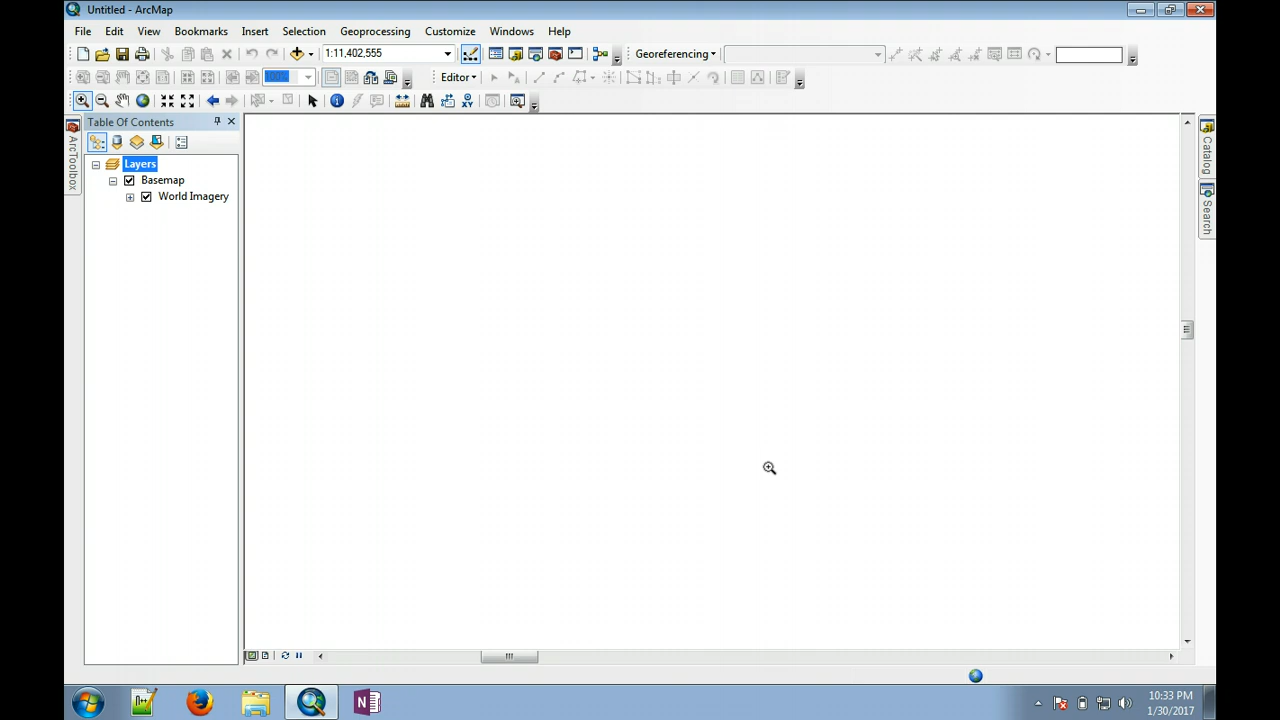 Untitled - ArcMap
File Edit View Bookmarks Insert Selection Geoprocessing Customize Windows Help
1:11,402,555 Georeferencing
100% Editor
Table Of Contents
Layers
Basemap
World Imagery
ArcToolbox
Catalog
Search
10:33 PM
1/30/2017